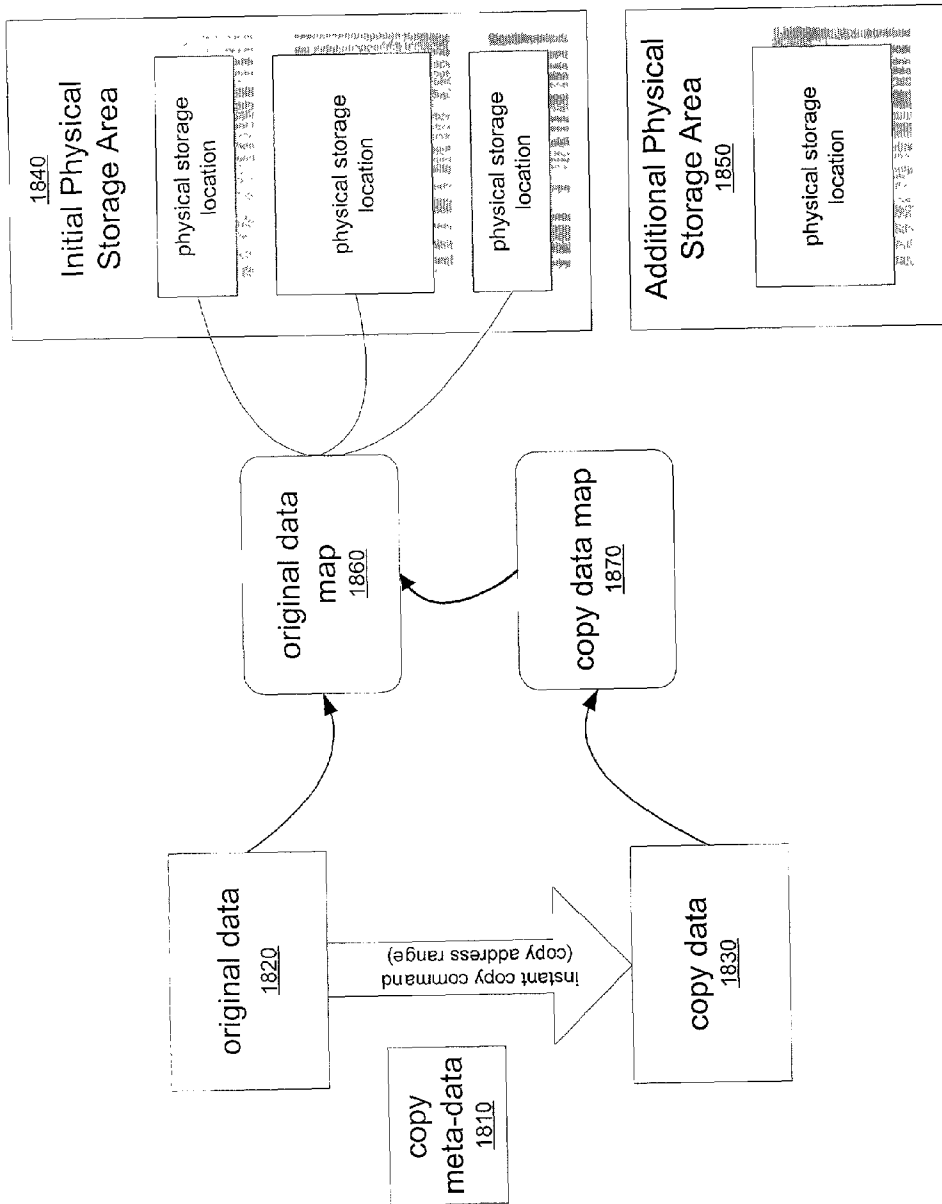 copy
meta-data
1810
original data
1820
instant copy command
(copy address range)
copy data
1830
original data
map
1860
copy data map
1870
1840
Initial Physical
Storage Area
physical storage
location
physical storage
location
physical storage
location
Additional Physical
Storage Area
1850
physical storage
location